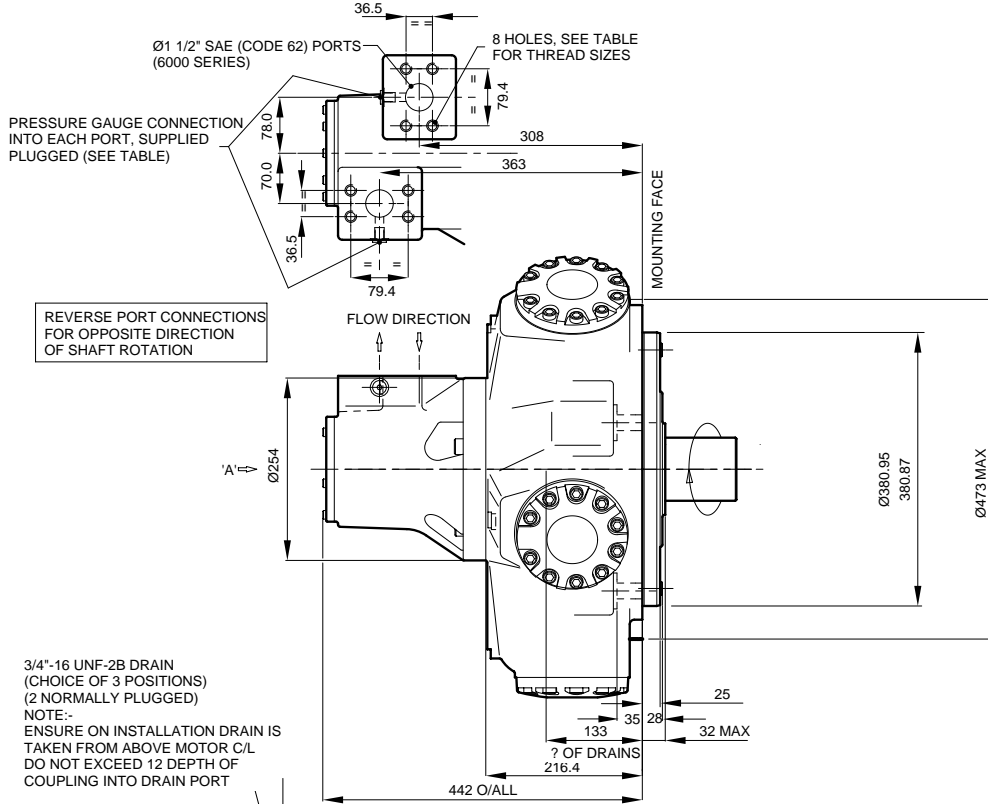 36.5
= =
Ø1 1/2" SAE (CODE 62) PORTS
(6000 SERIES)
8 HOLES, SEE TABLE
FOR THREAD SIZES
=
=
79.4
PRESSURE GAUGE CONNECTION
INTO EACH PORT, SUPPLIED
PLUGGED (SEE TABLE)
78.0
70.0
308
363
MOUNTING FACE
=
=
36.5
= =
79.4
REVERSE PORT CONNECTIONS
FOR OPPOSITE DIRECTION
OF SHAFT ROTATION
FLOW DIRECTION
'A'
Ø254
Ø380.95
380.87
Ø473 MAX
3/4"-16 UNF-2B DRAIN
(CHOICE OF 3 POSITIONS)
(2 NORMALLY PLUGGED)
NOTE:-
ENSURE ON INSTALLATION DRAIN IS
TAKEN FROM ABOVE MOTOR C/L
DO NOT EXCEED 12 DEPTH OF
COUPLING INTO DRAIN PORT
25
35 28
133
32 MAX
? OF DRAINS
216.4
442 O/ALL